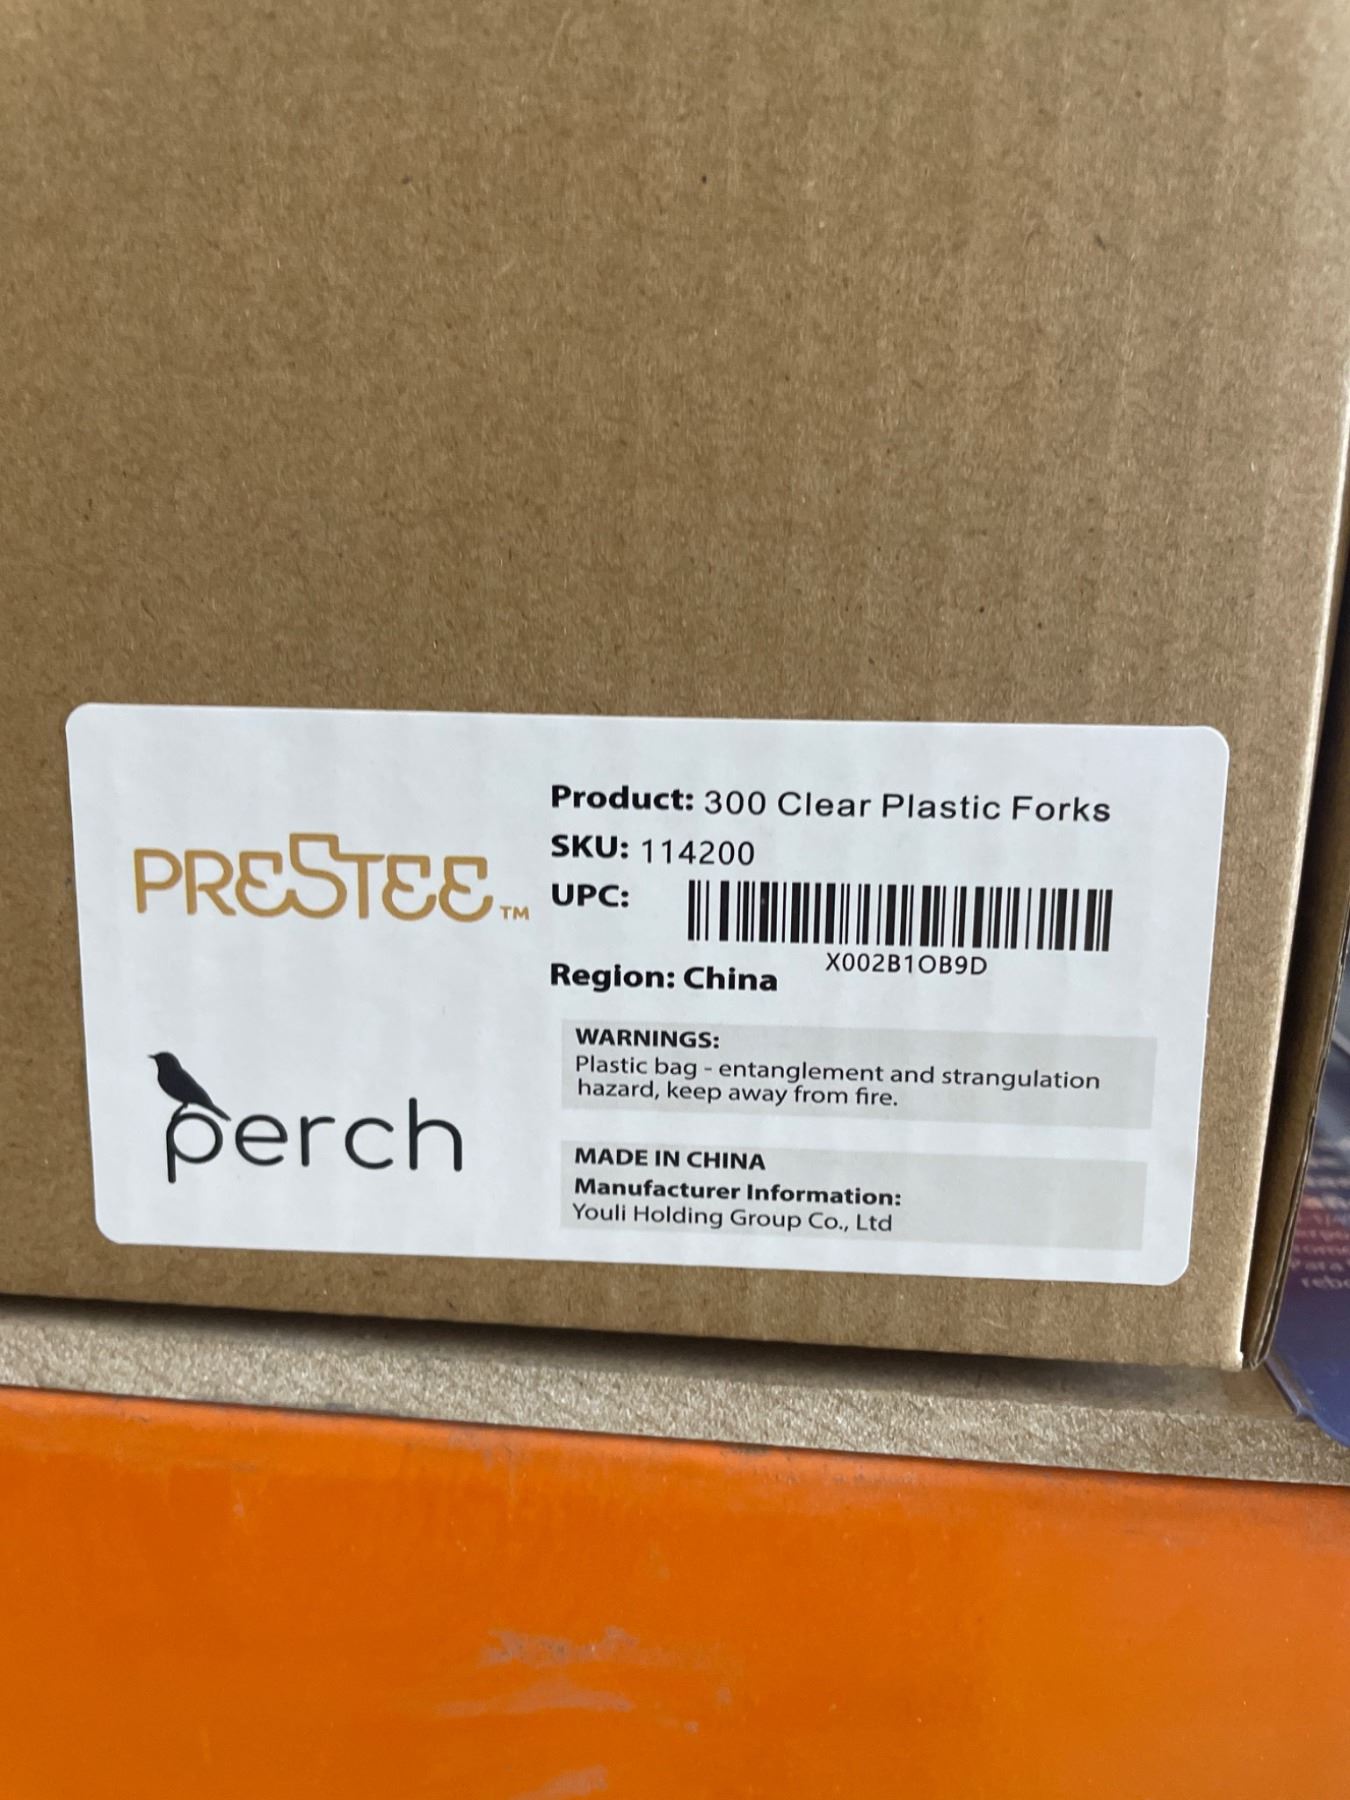 PRESTEE™
perch
Product: 300 Clear Plastic Forks
SKU: 114200
UPC:
X002B1OB9D
Region: China
WARNINGS:
Plastic bag - entanglement and strangulation
hazard, keep away from fire.
MADE IN CHINA
Manufacturer Information:
Youli Holding Group Co., Ltd